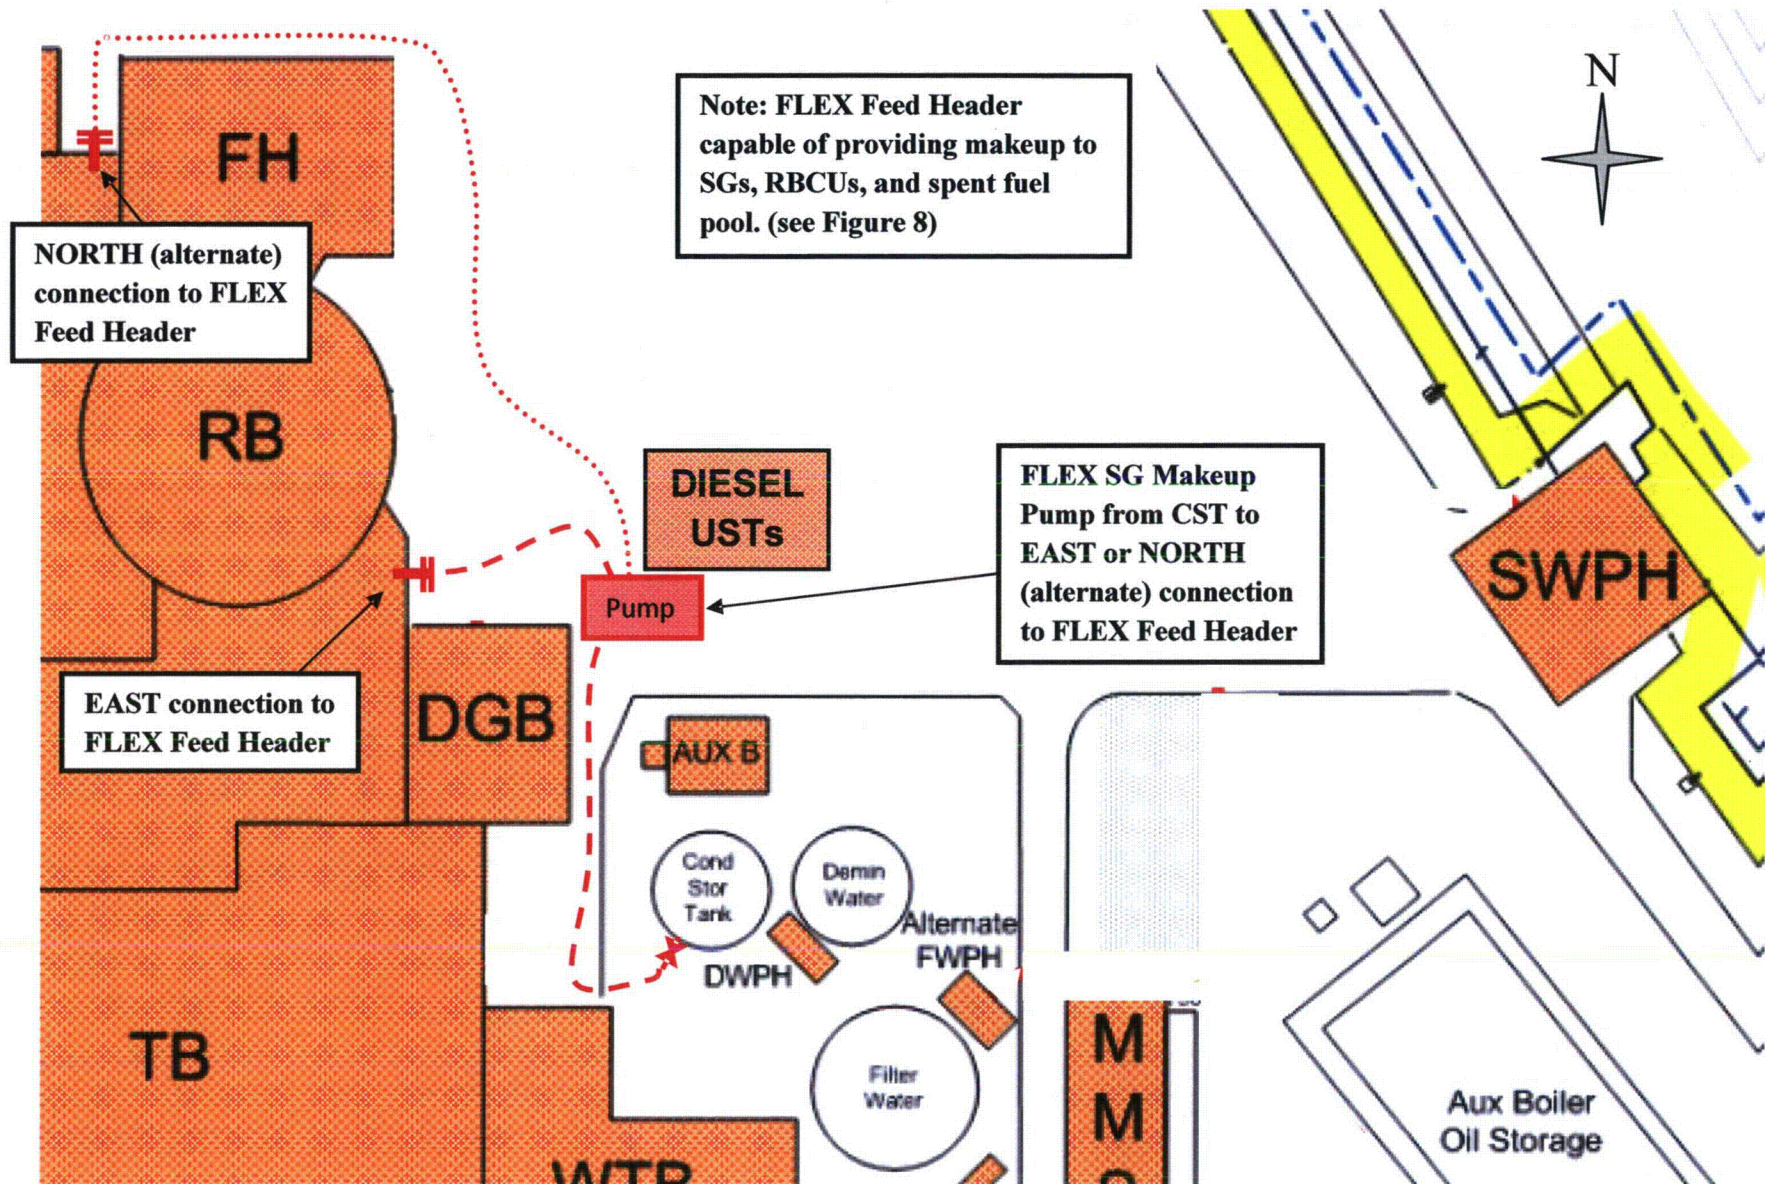 N
Note: FLEX Feed Header
capable of providing makeup to
SGs, RBCUs, and spent fuel
pool. (see Figure 8)
FH
NORTH (alternate)
connection to FLEX
Feed Header
RB
DIESEL
USTs
FLEX SG Makeup
Pump from CST to
EAST or NORTH
(alternate) connection
to FLEX Feed Header
SWPH
Pump
EAST connection to
FLEX Feed Header
DGB
AUX B
Cond
Stor
Tank
Demin
Water
Alternate
FWPH
DWPH
TB
Filter
Water
M
M
Aux Boiler
Oil Storage
WTB